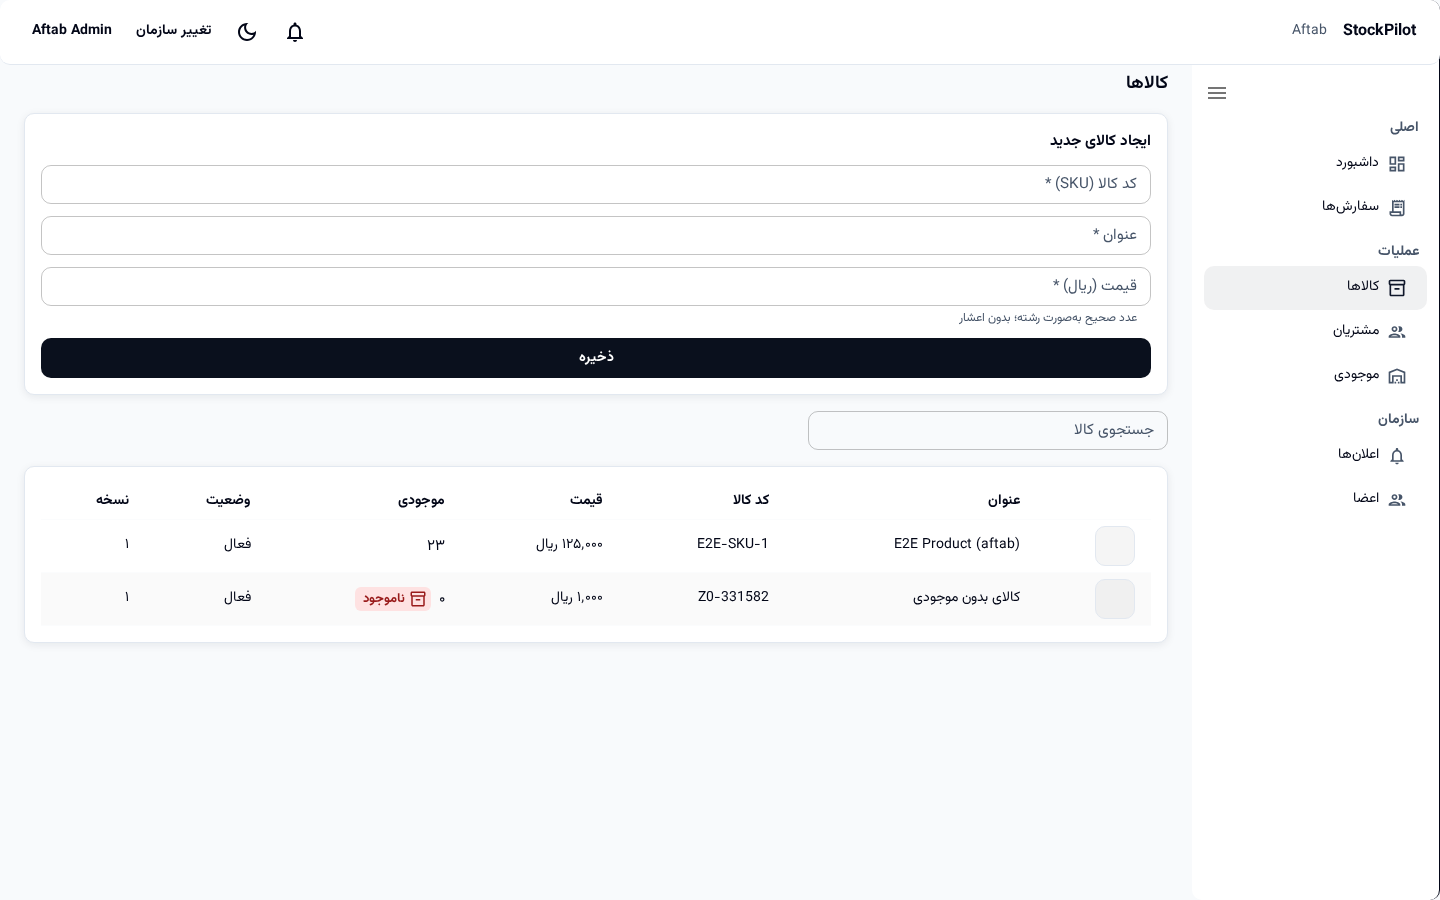 StockPilot
Aftab
تغییر سازمان
Aftab Admin
اصلی
داشبورد
سفارش‌ها
عملیات
کالاها
مشتریان
موجودی
سازمان
اعلان‌ها
اعضا
کالاها
ایجاد کالای جدید
کد کالا (SKU) *
عنوان *
قیمت (ریال) *
عدد صحیح به‌صورت رشته؛ بدون اعشار
ذخیره
جستجوی کالا
عنوان کد کالا قیمت موجودی وضعیت نسخه
E2E Product (aftab) E2E-SKU-1 ۱۲۵,۰۰۰ ریال ۲۳ فعال ۱
کالای بدون موجودی Z0-331582 ۱,۰۰۰ ریال ۰ ناموجود فعال ۱